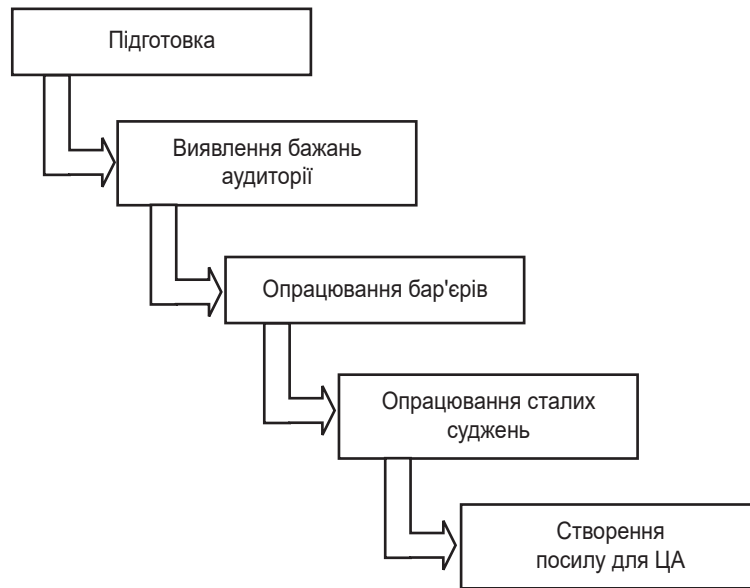 Підготовка
Виявлення бажань
аудиторії
Опрацювання бар'єрів
Опрацювання сталих
суджень
Створення
посилу для ЦА